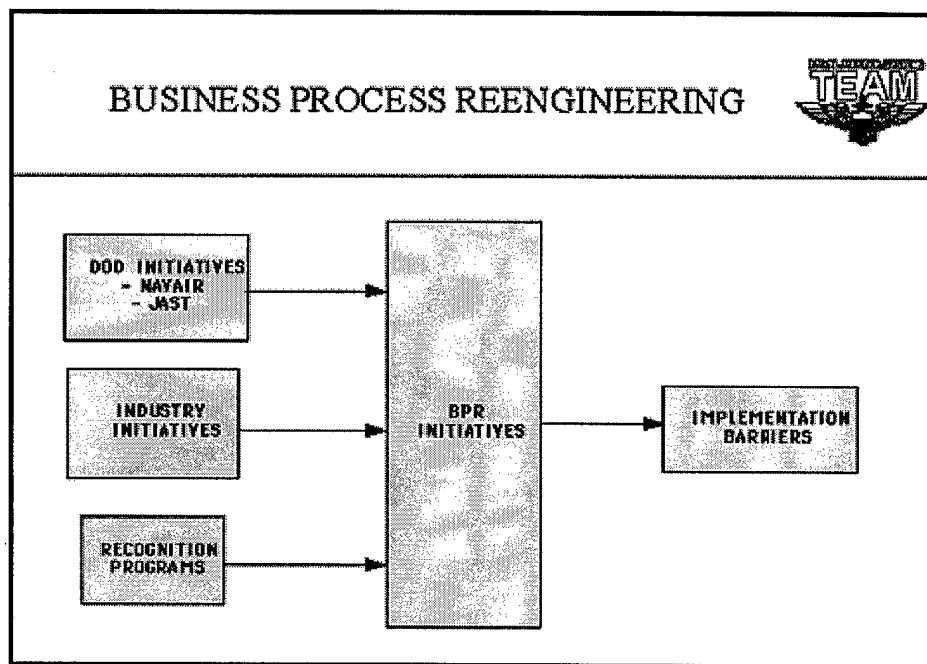 BUSINESS PROCESS REENGINEERING
TEAM
DOD INITIATIVES
- NAVAIR
- JAST
INDUSTRY
INITIATIVES
RECOGNITION
PROGRAMS
BPR
INITIATIVES
IMPLEMENTATION
BARRIERS